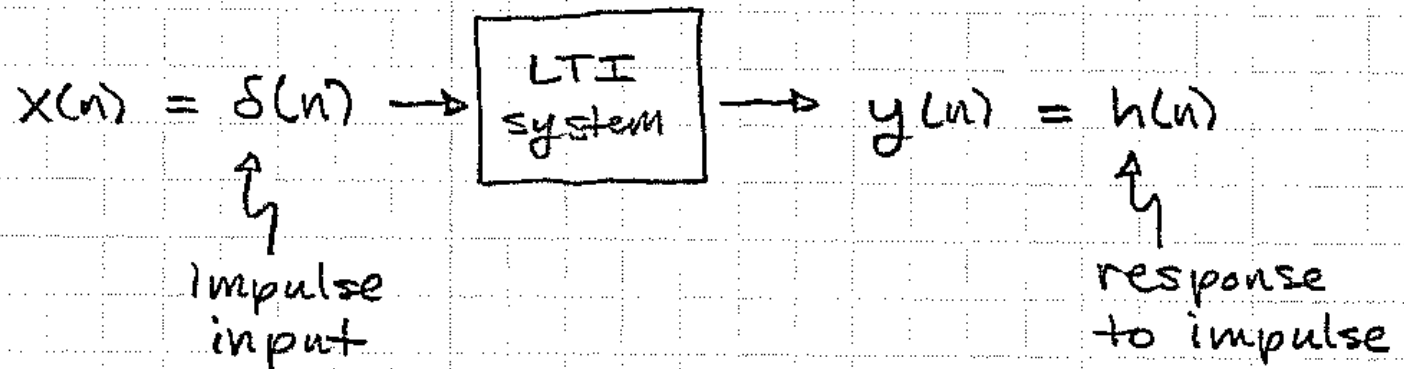 x(n) = δ(n) → LTI system → y(n) = h(n)
impulse
input
response
to impulse